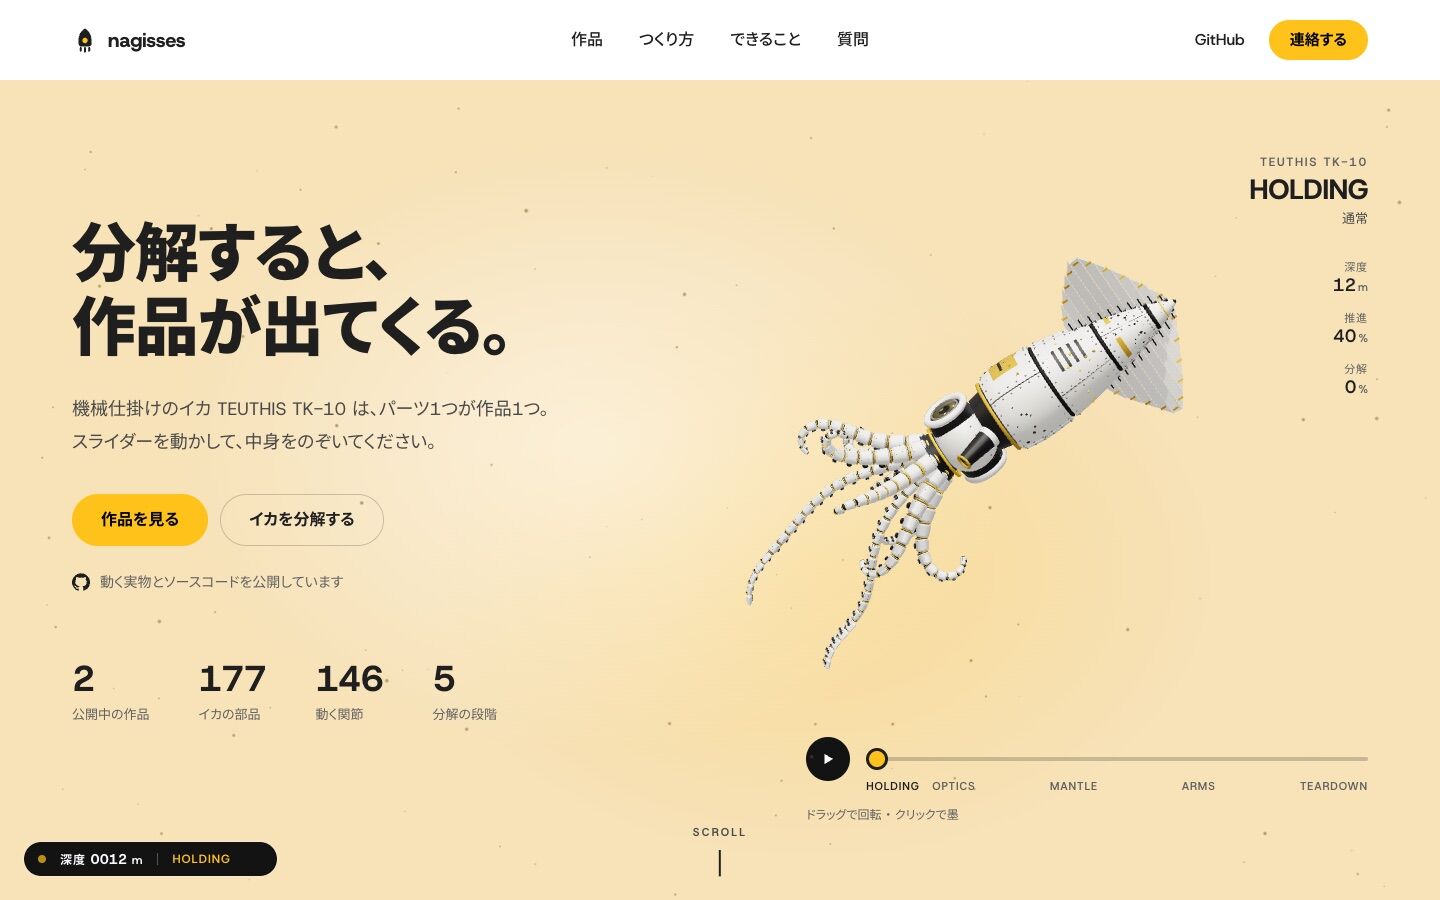 nagisses
作品
つくり方
できること
質問
GitHub
連絡する
TEUTHIS TK-10
HOLDING
通常
深度
12 m
推進
40 %
分解
0 %
分解すると、
作品が出てくる。
機械仕掛けのイカ TEUTHIS TK-10 は、パーツ1つが作品1つ。
スライダーを動かして、中身をのぞいてください。
作品を見る
イカを分解する
動く実物とソースコードを公開しています
2
公開中の作品
177
イカの部品
146
動く関節
5
分解の段階
HOLDING
OPTICS
MANTLE
ARMS
TEARDOWN
ドラッグで回転・クリックで墨
SCROLL
深度 0012 m
HOLDING